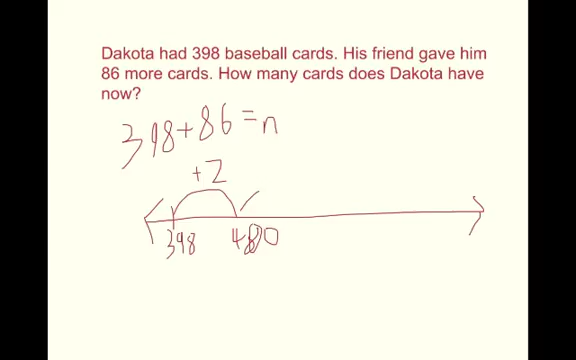 Dakota had 398 baseball cards. His friend gave him
86 more cards. How many cards does Dakota have
now?
398+86=n
+2
398 400